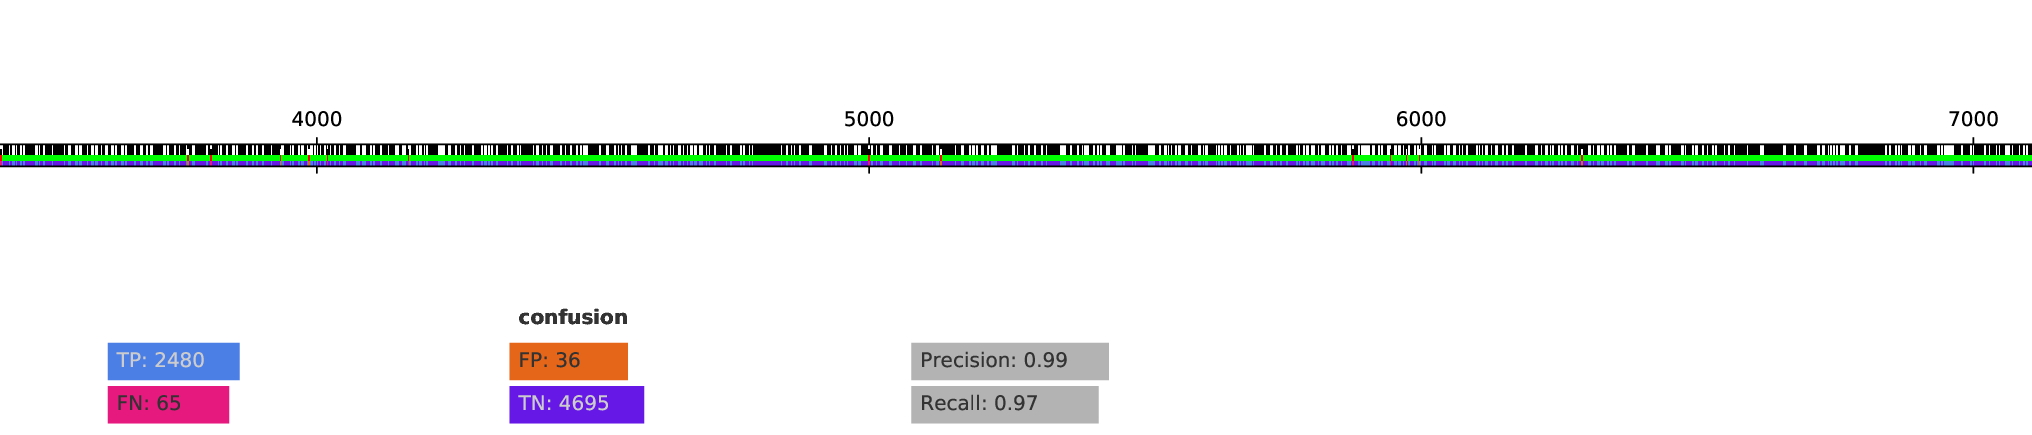 4000 5000 6000 7000
confusion
TP: 2480 FP: 36 Precision: 0.99
FN: 65 TN: 4695 Recall: 0.97